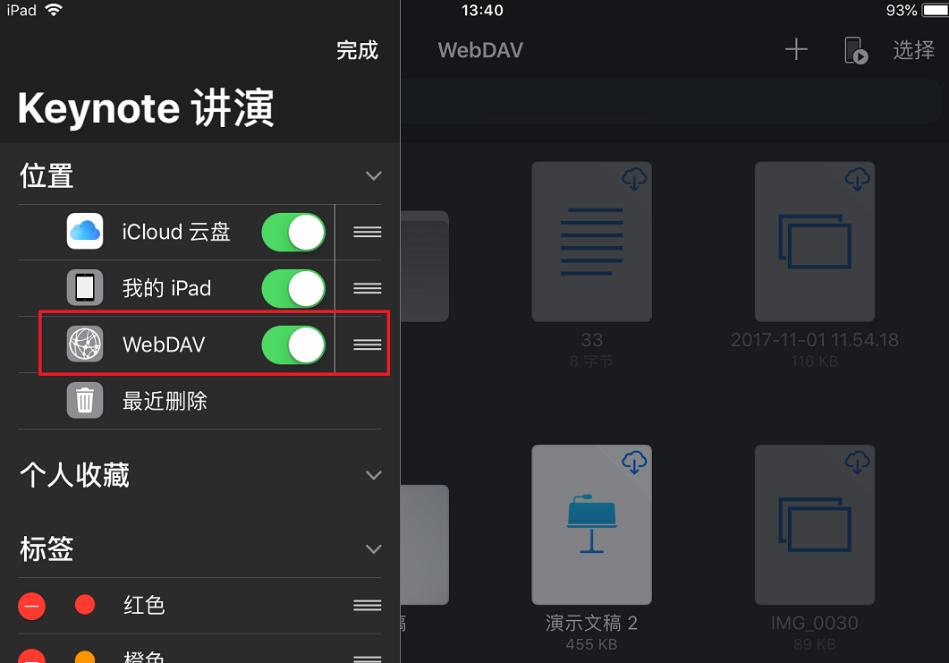 iPad
13:40
93%
完成
WebDAV
选择
Keynote 讲演
位置
iCloud 云盘
我的 iPad
WebDAV
最近删除
个人收藏
标签
红色
橙色
33
8 字节
2017-11-01 11.54.18
116 KB
演示文稿 2
455 KB
IMG_0030
89 KB